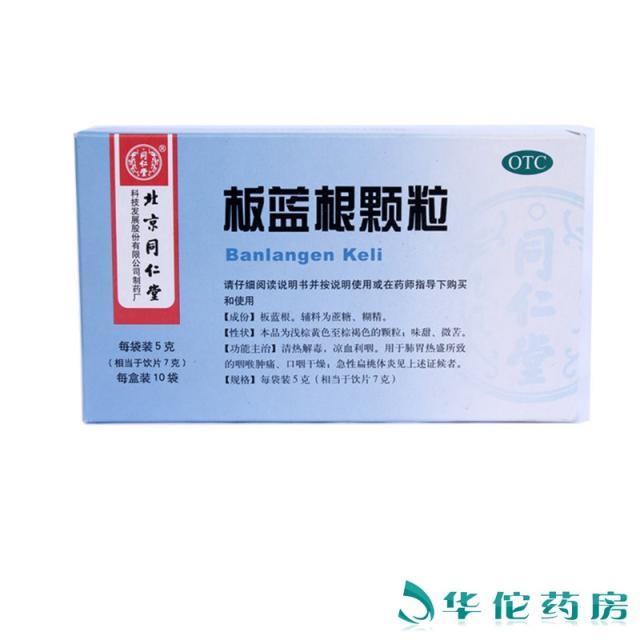 同仁堂
®
北京同仁堂
科技发展股份有限公司制药厂
每袋装5克
（相当于饮片7克）
每盒装10袋
OTC
板蓝根颗粒
Banlangen Keli
请仔细阅读说明书并按说明使用或在药师指导下购买
和使用
【成份】板蓝根。辅料为蔗糖、糊精。
【性状】本品为浅棕黄色至棕褐色的颗粒；味甜、微苦。
【功能主治】清热解毒，凉血利咽。用于肺胃热盛所致
的咽喉肿痛、口咽干燥；急性扁桃体炎见上述证候者。
【规格】每袋装5克（相当于饮片7克）
同仁堂
华佗药房